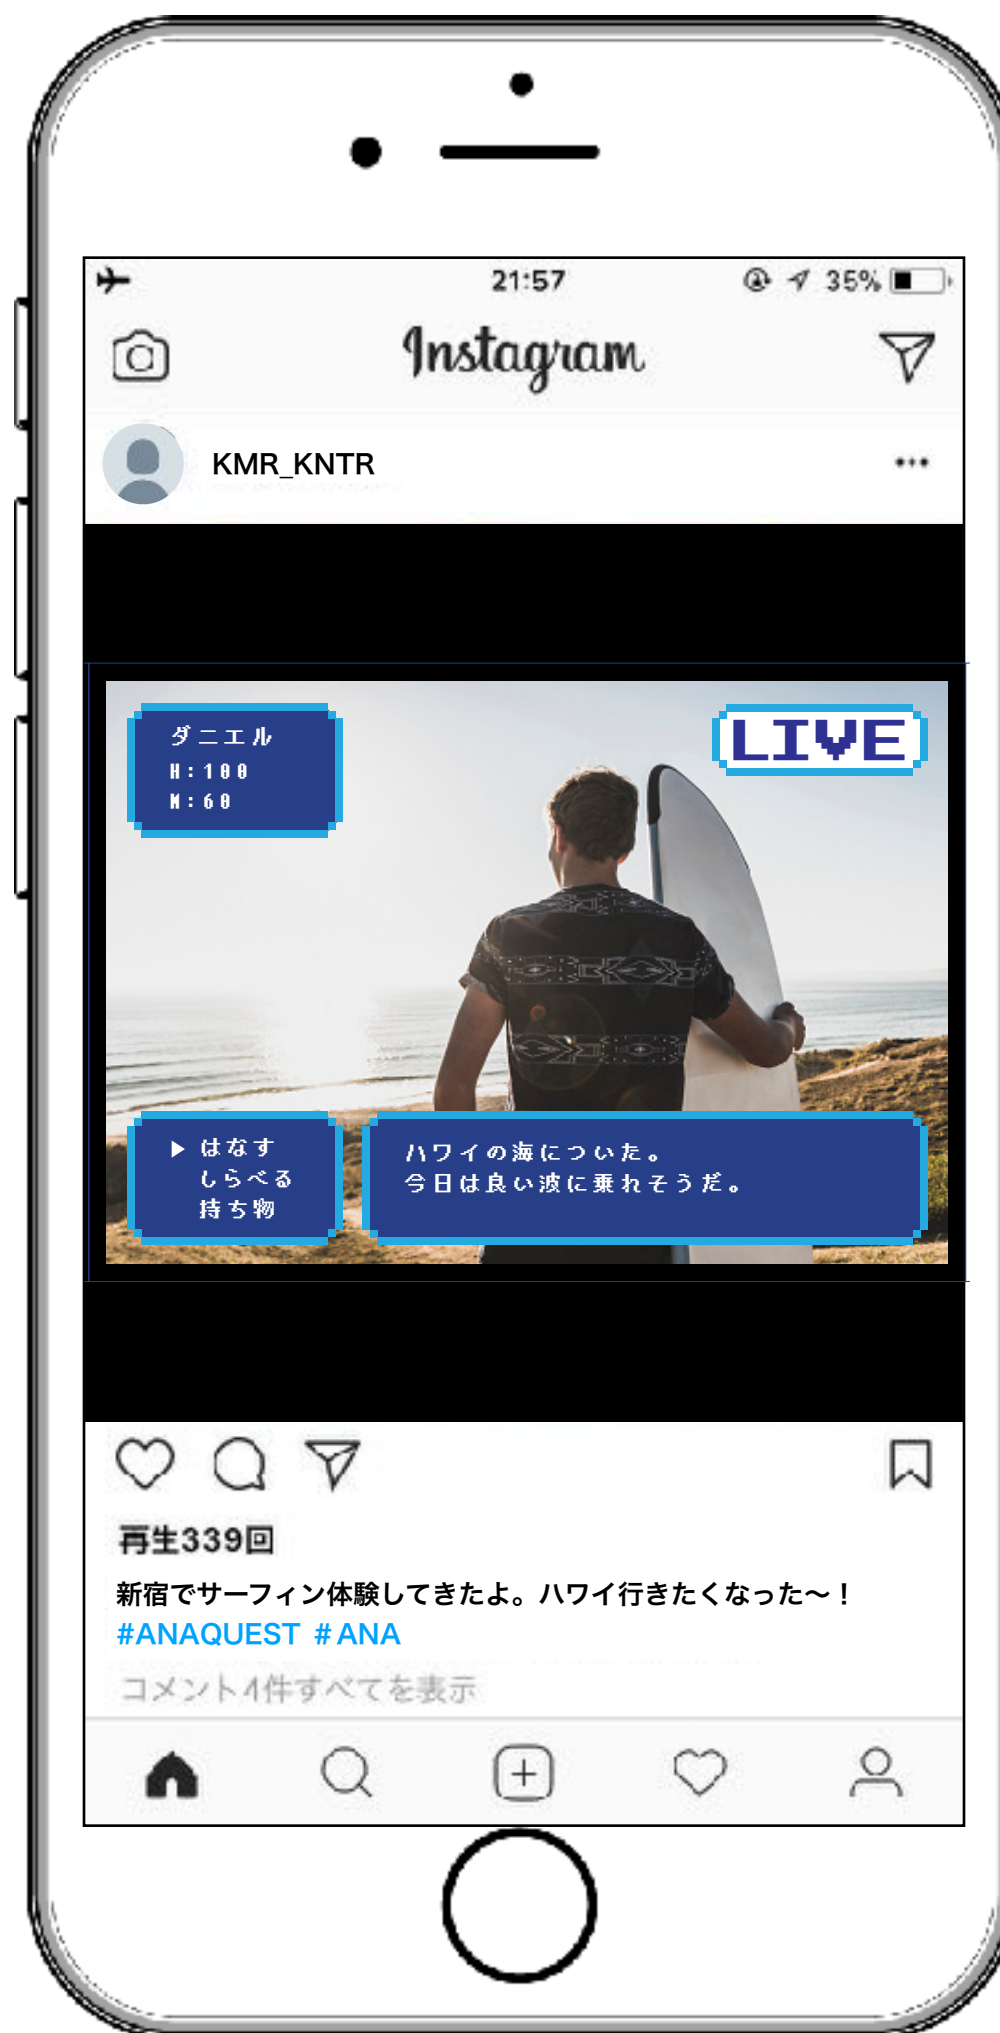 21:57
35%
Instagram
KMR_KNTR
ダニエル
H:100
M:60
LIVE
▶はなす
しらべる
持ち物
ハワイの海についた。
今日は良い波に乗れそうだ。
再生339回
新宿でサーフィン体験してきたよ。ハワイ行きたくなった〜！
#ANAQUEST #ANA
コメント4件すべてを表示